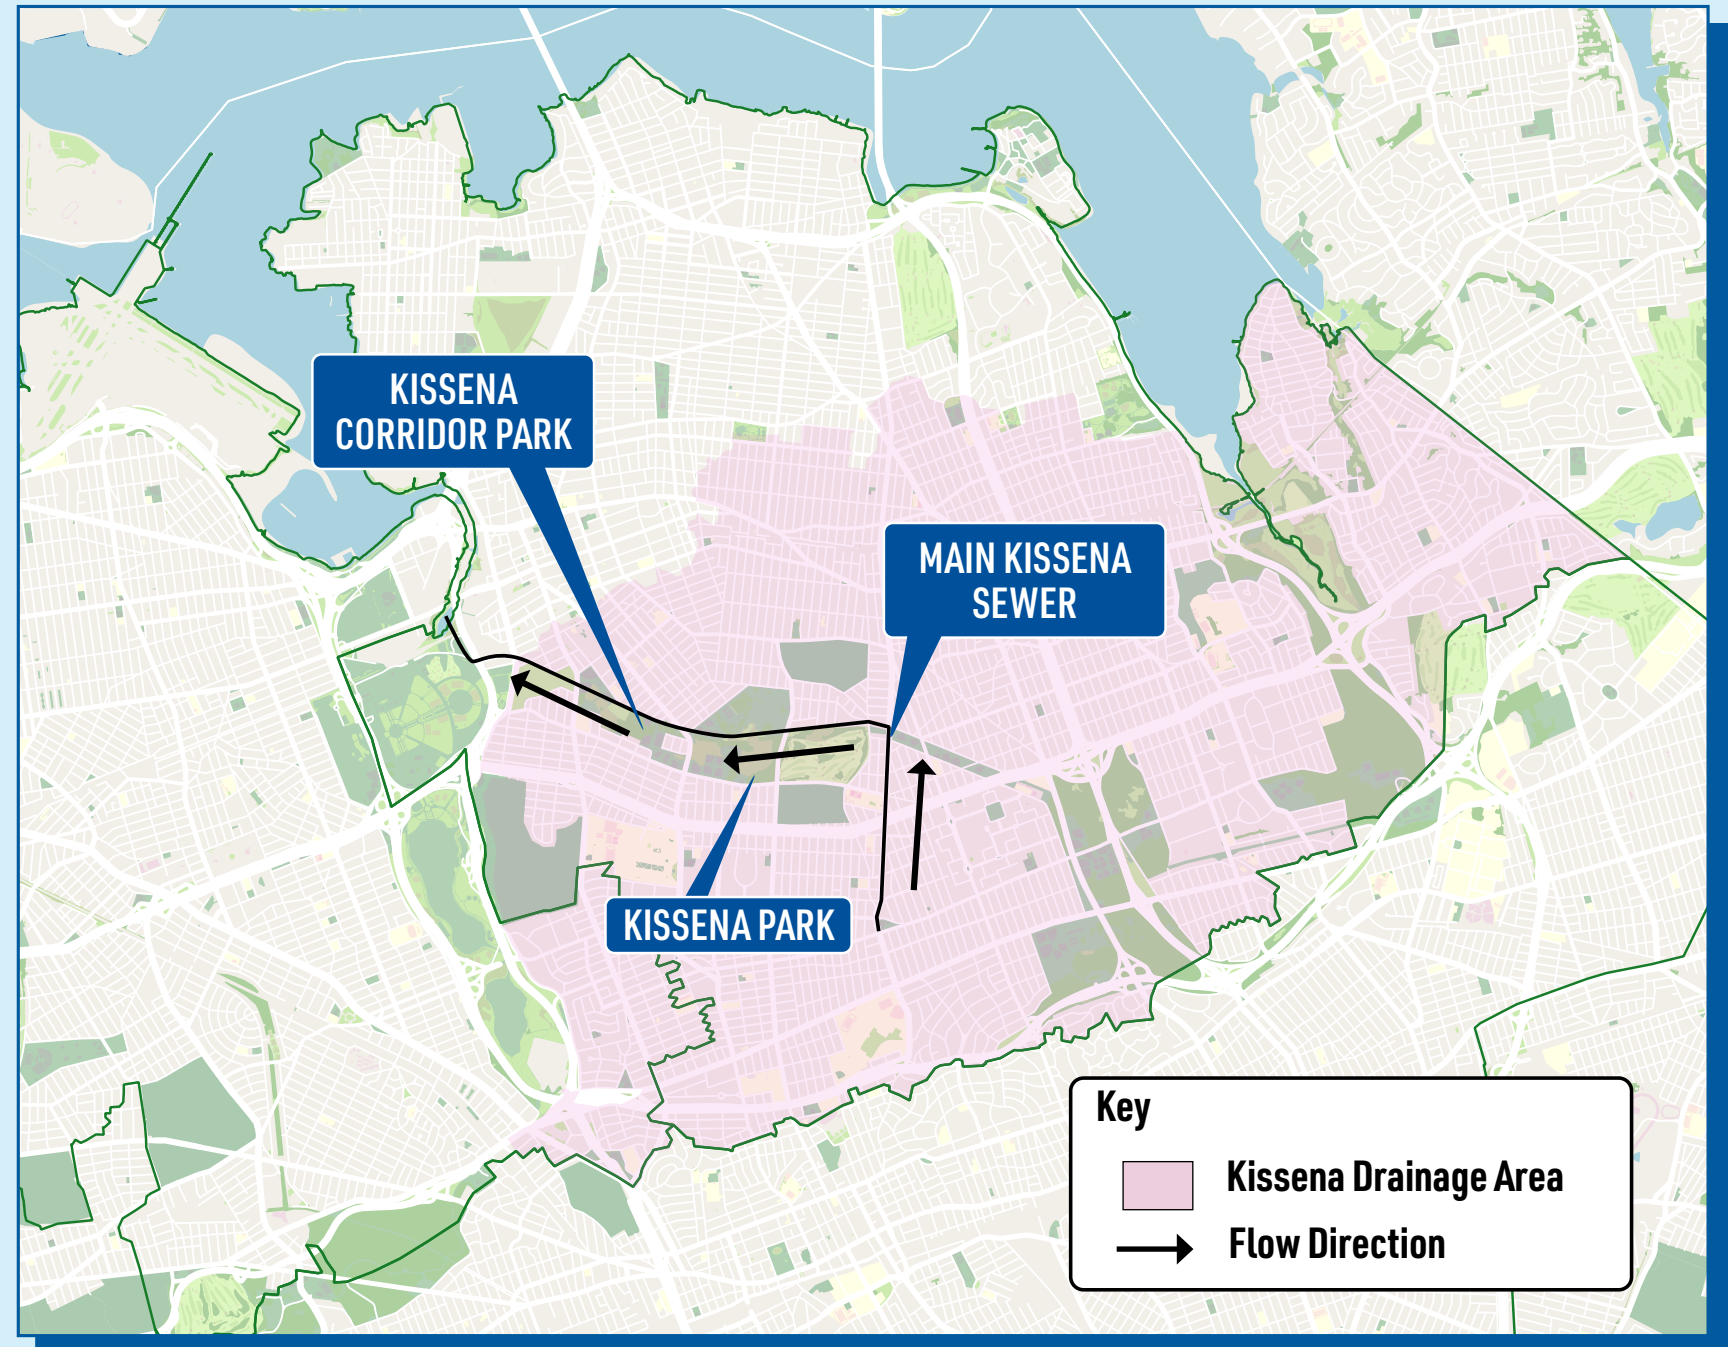 KISSENA
CORRIDOR PARK
MAIN KISSENA
SEWER
KISSENA PARK
Key
Kissena Drainage Area
Flow Direction